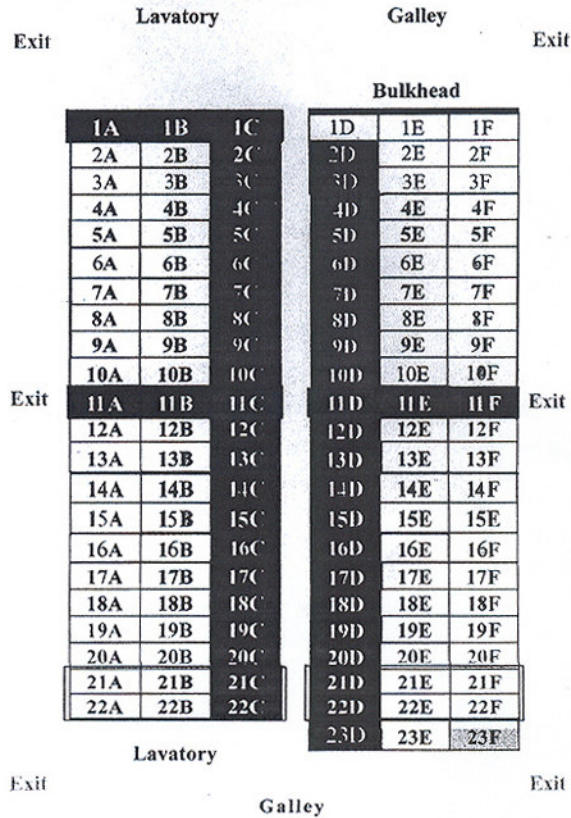 Lavatory Galley
Exit Exit
Bulkhead
1A 1B 1C 1D 1E 1F
2A 2B 2C 2D 2E 2F
3A 3B 3C 3D 3E 3F
4A 4B 4C 4D 4E 4F
5A 5B 5C 5D 5E 5F
6A 6B 6C 6D 6E 6F
7A 7B 7C 7D 7E 7F
8A 8B 8C 8D 8E 8F
9A 9B 9C 9D 9E 9F
10A 10B 10C 10D 10E 10F
Exit 11A 11B 11C 11D 11E 11F Exit
12A 12B 12C 12D 12E 12F
13A 13B 13C 13D 13E 13F
14A 14B 14C 14D 14E 14F
15A 15B 15C 15D 15E 15E
16A 16B 16C 16D 16E 16F
17A 17B 17C 17D 17E 17F
18A 18B 18C 18D 18E 18F
19A 19B 19C 19D 19E 19F
20A 20B 20C 20D 20E 20F
21A 21B 21C 21D 21E 21F
22A 22B 22C 22D 22E 22F
23D 23E 23F
Lavatory
Exit Exit
Galley